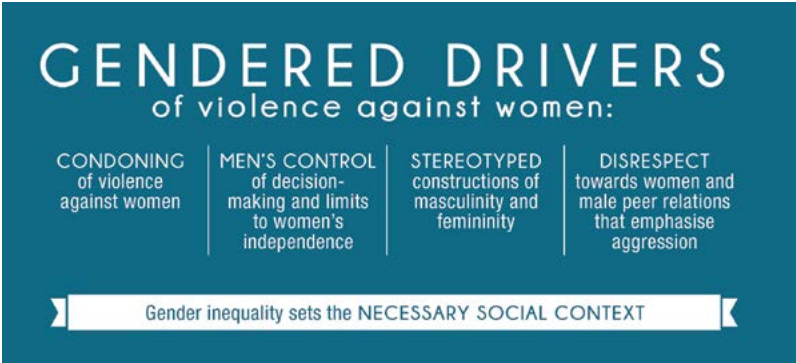 GENDERED DRIVERS
of violence against women:
CONDONING
of violence
against women
MEN'S CONTROL
of decision-
making and limits
to women's
independence
STEREOTYPED
constructions of
masculinity and
femininity
DISRESPECT
towards women and
male peer relations
that emphasise
aggression
Gender inequality sets the NECESSARY SOCIAL CONTEXT